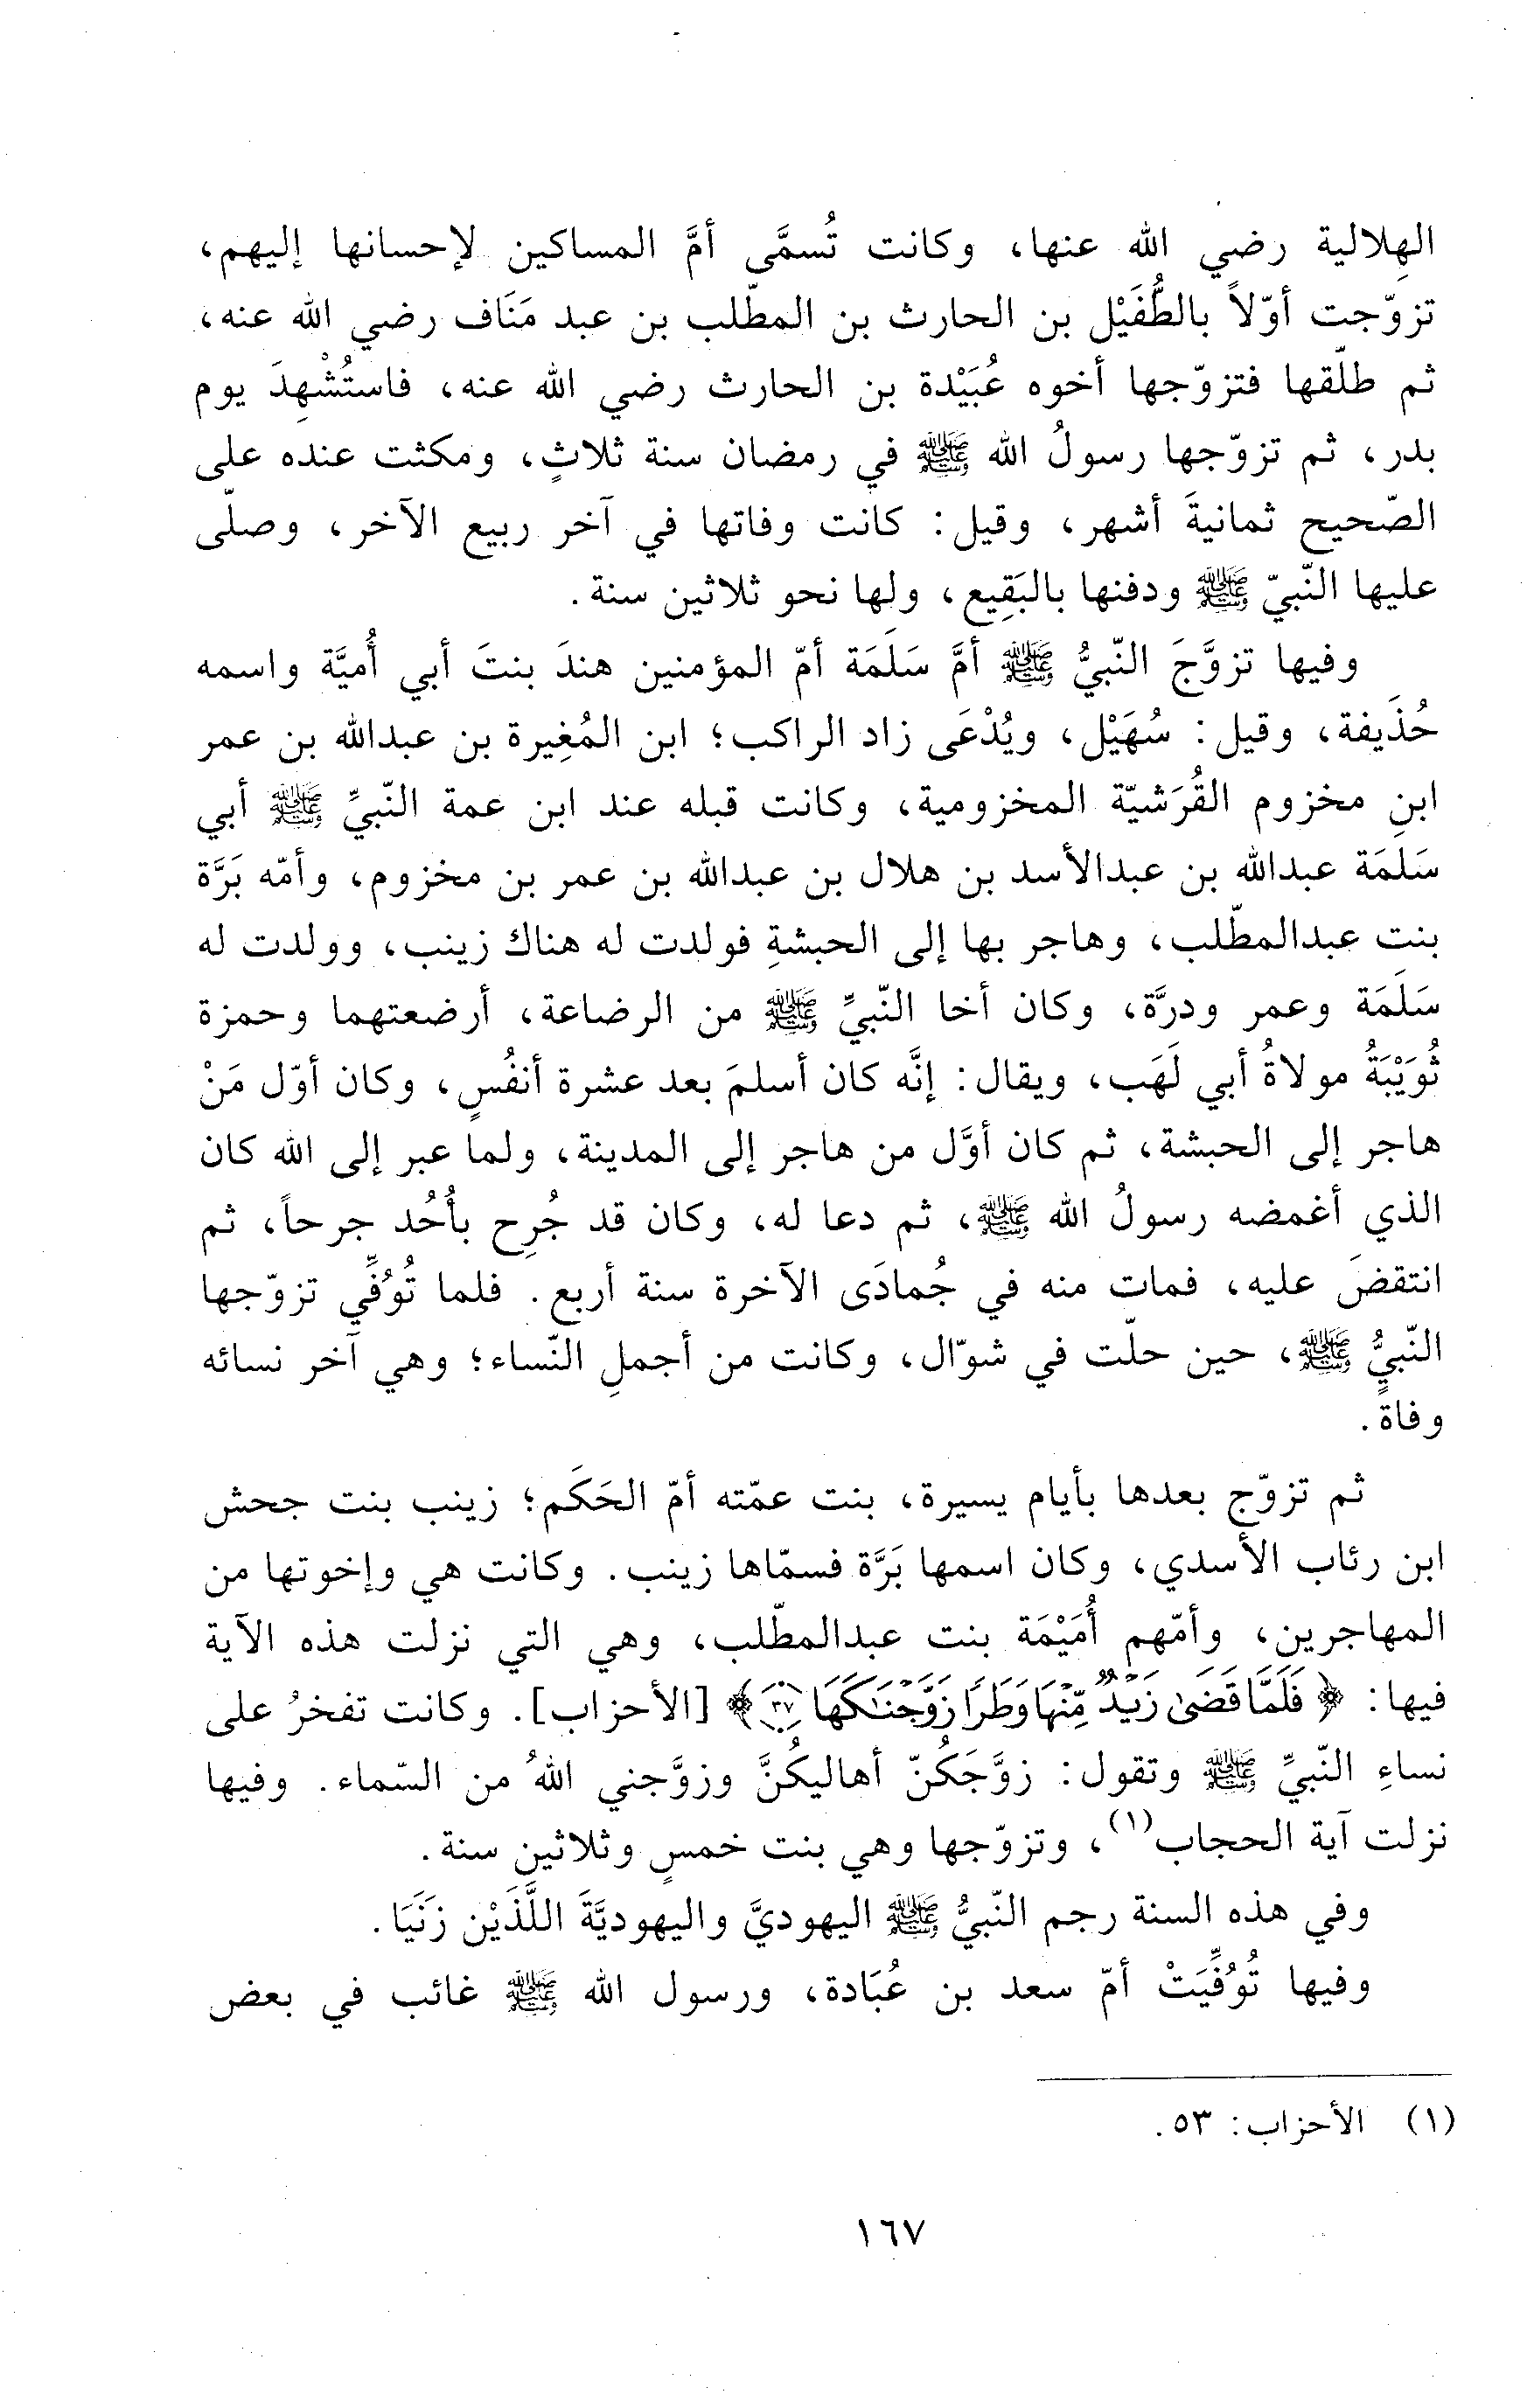 الهِلالية رضي الله عنها، وكانت تُسمَّى أمَّ المساكين لإحسانها إليهم،
تزوّجت أوّلاً بالطُّفَيْل بن الحارث بن المطّلب بن عبد مَنَاف رضي الله عنه،
ثم طلّقها فتزوّجها أخوه عُبَيْدة بن الحارث رضي الله عنه، فاستُشْهِدَ يوم
بدر، ثم تزوّجها رسولُ الله ﷺ في رمضان سنة ثلاثٍ، ومكثت عنده على
الصّحيح ثمانيةَ أشهر، وقيل: كانت وفاتها في آخر ربيع الآخر، وصلّى
عليها النّبيّ ﷺ ودفنها بالبَقِيع، ولها نحو ثلاثين سنة.
وفيها تزوَّجَ النّبيُّ ﷺ أمَّ سَلَمَة أمّ المؤمنين هندَ بنتَ أبي أُميَّة واسمه
حُذَيفة، وقيل: سُهَيْل، ويُدْعَى زاد الراكب؛ ابن المُغِيرة بن عبدالله بن عمر
ابنِ مخزوم القُرَشيّة المخزومية، وكانت قبله عند ابن عمة النّبيِّ ﷺ أبي
سَلَمَة عبدالله بن عبدالأسد بن هلال بن عبدالله بن عمر بن مخزوم، وأمّه بَرَّة
بنت عبدالمطّلب، وهاجر بها إلى الحبشةِ فولدت له هناك زينب، وولدت له
سَلَمَة وعمر ودرَّة، وكان أخا النّبيِّ ﷺ من الرضاعة، أرضعتهما وحمزة
ثُوَيْبَةُ مولاةُ أبي لَهَب، ويقال: إنَّه كان أسلمَ بعد عشرة أنفُسٍ، وكان أوّل مَنْ
هاجر إلى الحبشة، ثم كان أوَّل من هاجر إلى المدينة، ولما عبر إلى الله كان
الذي أغمضه رسولُ الله ﷺ، ثم دعا له، وكان قد جُرِح بأُحُد جرحاً، ثم
انتقضَ عليه، فمات منه في جُمادَى الآخرة سنة أربع. فلما تُوُفِّي تزوّجها
النّبيُّ ﷺ، حين حلّت في شوّال، وكانت من أجملِ النّساء؛ وهي آخر نسائه
وفاةً.
ثم تزوّج بعدها بأيام يسيرة، بنت عمّته أمّ الحَكَم؛ زينب بنت جحش
ابن رئاب الأسدي، وكان اسمها بَرَّة فسمّاها زينب. وكانت هي وإخوتها من
المهاجرين، وأمّهم أُمَيْمَة بنت عبدالمطّلب، وهي التي نزلت هذه الآية
فيها: ﴿فَلَمَّا قَضَىٰ زَيْدٌ مِّنْهَا وَطَرًا زَوَّجْنَـٰكَهَا ٣٧﴾ [الأحزاب]. وكانت تفخرُ على
نساءِ النّبيِّ ﷺ وتقول: زوَّجَكُنّ أهاليكُنَّ وزوَّجني اللهُ من السّماء. وفيها
نزلت آية الحجاب(١)، وتزوّجها وهي بنت خمسٍ وثلاثين سنة.
وفي هذه السنة رجم النّبيُّ ﷺ اليهوديَّ واليهوديَّةَ اللَّذَيْن زَنَيَا.
وفيها تُوُفِّيَتْ أمّ سعد بن عُبَادة، ورسول الله ﷺ غائب في بعض
(١) الأحزاب: ٥٣.
١٦٧